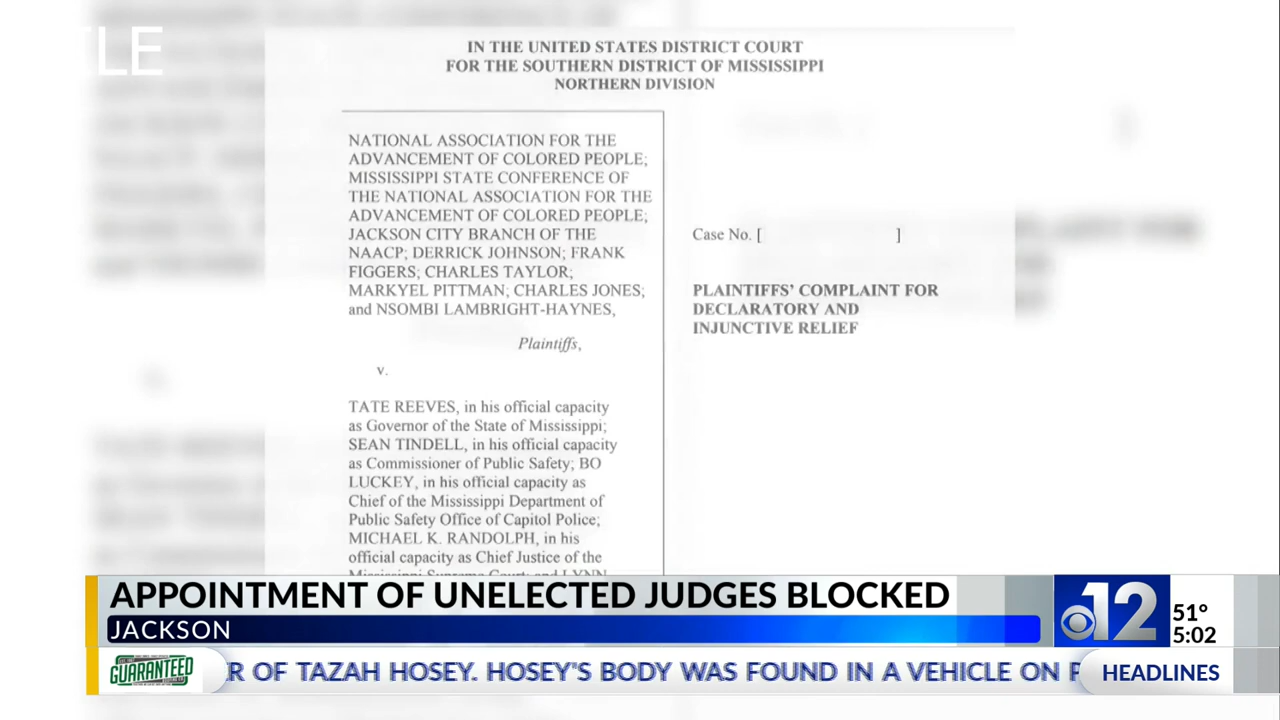 TLE
IN THE UNITED STATES DISTRICT COURT
FOR THE SOUTHERN DISTRICT OF MISSISSIPPI
NORTHERN DIVISION
NATIONAL ASSOCIATION FOR THE
ADVANCEMENT OF COLORED PEOPLE;
MISSISSIPPI STATE CONFERENCE OF
THE NATIONAL ASSOCIATION FOR THE
ADVANCEMENT OF COLORED PEOPLE;
JACKSON CITY BRANCH OF THE
NAACP; DERRICK JOHNSON; FRANK
FIGGERS; CHARLES TAYLOR;
MARKYEL PITTMAN; CHARLES JONES;
and NSOMBI LAMBRIGHT-HAYNES,
Plaintiffs,
v.
TATE REEVES, in his official capacity
as Governor of the State of Mississippi;
SEAN TINDELL, in his official capacity
as Commissioner of Public Safety; BO
LUCKEY, in his official capacity as
Chief of the Mississippi Department of
Public Safety Office of Capitol Police;
MICHAEL K. RANDOLPH, in his
official capacity as Chief Justice of the
Mississippi Supreme Court; and LYNN
Case No. [ ]
PLAINTIFFS' COMPLAINT FOR
DECLARATORY AND
INJUNCTIVE RELIEF
APPOINTMENT OF UNELECTED JUDGES BLOCKED
JACKSON
12
51°
5:02
GUARANTEED
R OF TAZAH HOSEY. HOSEY'S BODY WAS FOUND IN A VEHICLE ON P
HEADLINES